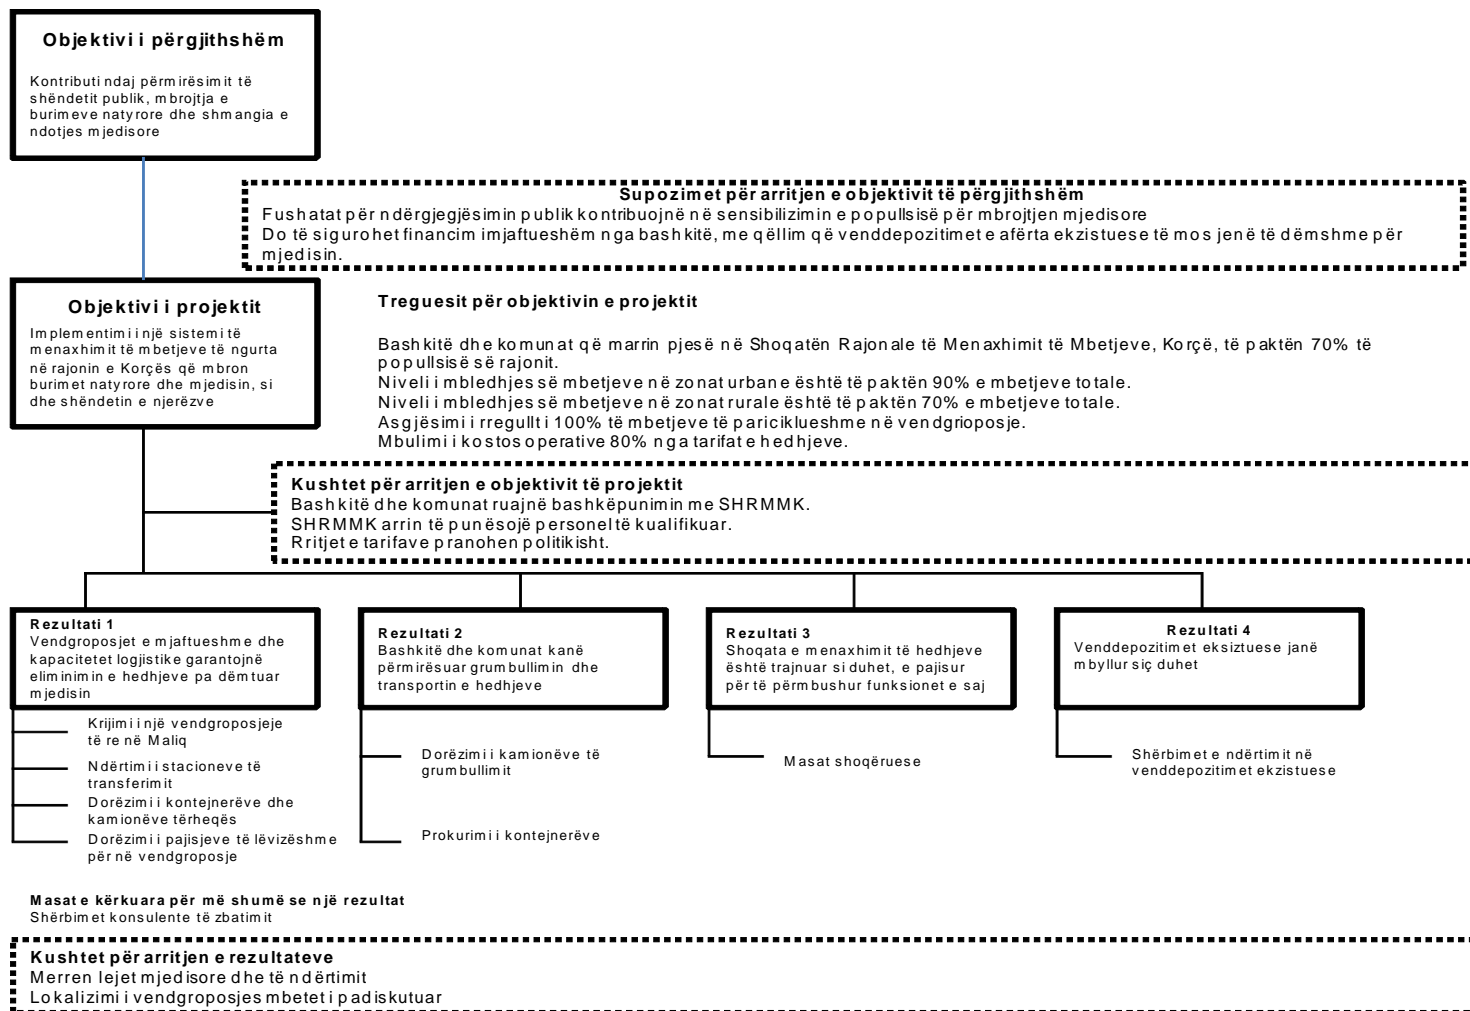 Objektivi i përgjithshëm
Kontributi ndaj përmirësimit të
shëndetit publik, mbrojtja e
burimeve natyrore dhe shmangia e
ndotjes mjedisore
Supozimet për arritjen e objektivit të përgjithshëm
Fushatat për ndërgjegjësimin publik kontribuojnë në sensibilizimin e popullsisë për mbrojtjen mjedisore
Do të sigurohet financim imjaftueshëm nga bashkitë, me qëllim që venddepozitimet e afërta ekzistuese të mos jenë të dëmshme për
mjedisin.
Objektivi i projektit
Implementimi i një sistemi të
menaxhimit të mbetjeve të ngurta
në rajonin e Korçës që mbron
burimet natyrore dhe mjedisin, si
dhe shëndetin e njerëzve
Treguesit për objektivin e projektit
Bashkitë dhe komunat që marrin pjesë në Shoqatën Rajonale të Menaxhimit të Mbetjeve, Korçë, të paktën 70% të
popullsisë së rajonit.
Niveli i mbledhjes së mbetjeve në zonat urbane është të paktën 90% e mbetjeve totale.
Niveli i mbledhjes së mbetjeve në zonat rurale është të paktën 70% e mbetjeve totale.
Asgjësimi i rregullt i 100% të mbetjeve të pariciklueshme në vendgrioposje.
Mbulimi i kostos operative 80% nga tarifat e hedhjeve.
Kushtet për arritjen e objektivit të projektit
Bashkitë dhe komunat ruajnë bashkëpunimin me SHRMMK.
SHRMMK arrin të punësojë personel të kualifikuar.
Rritjet e tarifave pranohen politikisht.
Rezultati 1
Vendgroposjet e mjaftueshme dhe
kapacitetet logjistike garantojnë
eliminimin e hedhjeve pa dëmtuar
mjedisin
Krijimi i një vendgroposjeje
të re në Maliq
Ndërtimi i stacioneve të
transferimit
Dorëzimi i kontejnerëve dhe
kamionëve tërheqës
Dorëzimi i pajisjeve të lëvizëshme
për në vendgroposje
Rezultati 2
Bashkitë dhe komunat kanë
përmirësuar grumbullimin dhe
transportin e hedhjeve
Dorëzimi i kamionëve të
grumbullimit
Prokurimi i kontejnerëve
Rezultati 3
Shoqata e menaxhimit të hedhjeve
është trajnuar si duhet, e pajisur
për të përmbushur funksionet e saj
Masat shoqëruese
Rezultati 4
Venddepozitimet eksiztuese janë
mbyllur siç duhet
Shërbimet e ndërtimit në
venddepozitimet ekzistuese
Masat e kërkuara për më shumë se një rezultat
Shërbimet konsulente të zbatimit
Kushtet për arritjen e rezultateve
Merren lejet mjedisore dhe të ndërtimit
Lokalizimi i vendgroposjes mbetet i padiskutuar